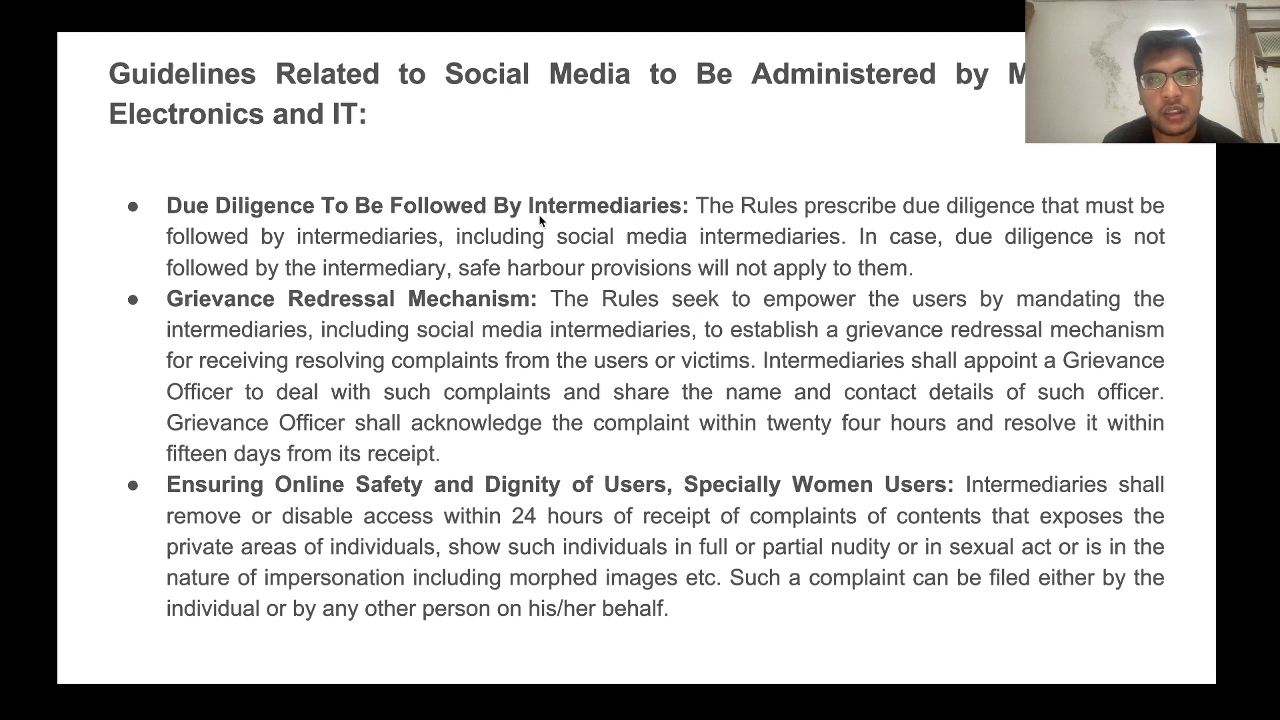 Guidelines Related to Social Media to Be Administered by
Electronics and IT:
● Due Diligence To Be Followed By Intermediaries: The Rules prescribe due diligence that must be
followed by intermediaries, including social media intermediaries. In case, due diligence is not
followed by the intermediary, safe harbour provisions will not apply to them.
● Grievance Redressal Mechanism: The Rules seek to empower the users by mandating the
intermediaries, including social media intermediaries, to establish a grievance redressal mechanism
for receiving resolving complaints from the users or victims. Intermediaries shall appoint a Grievance
Officer to deal with such complaints and share the name and contact details of such officer.
Grievance Officer shall acknowledge the complaint within twenty four hours and resolve it within
fifteen days from its receipt.
● Ensuring Online Safety and Dignity of Users, Specially Women Users: Intermediaries shall
remove or disable access within 24 hours of receipt of complaints of contents that exposes the
private areas of individuals, show such individuals in full or partial nudity or in sexual act or is in the
nature of impersonation including morphed images etc. Such a complaint can be filed either by the
individual or by any other person on his/her behalf.